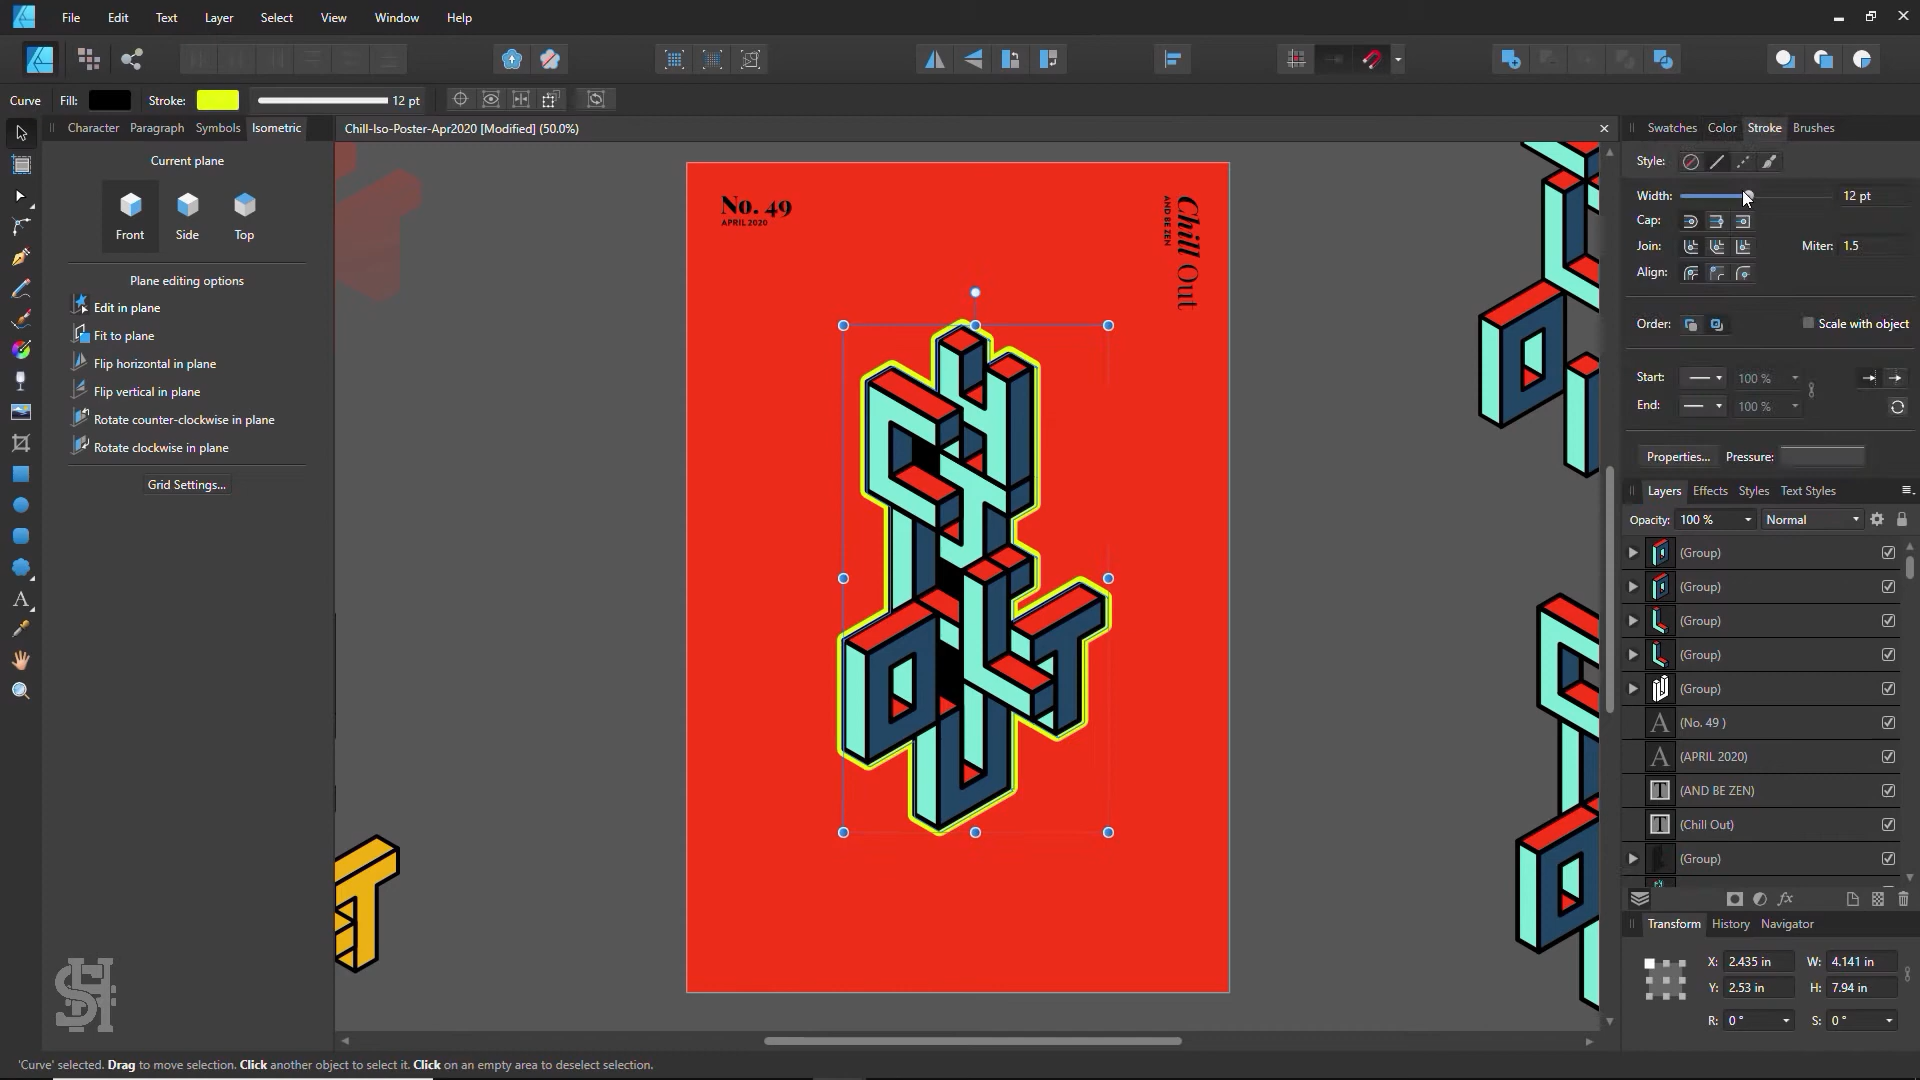 File Edit Text Layer Select View Window Help
Curve Fill: Stroke: 12 pt
Character Paragraph Symbols Isometric
Chill-Iso-Poster-Apr2020 [Modified] (50.0%)
Current plane
Front Side Top
Plane editing options
Edit in plane
Fit to plane
Flip horizontal in plane
Flip vertical in plane
Rotate counter-clockwise in plane
Rotate clockwise in plane
Grid Settings...
No. 49
APRIL 2020
Chill Out
AND BE ZEN
CHILL
OUT
Swatches Color Stroke Brushes
Style:
Width: 12 pt
Cap:
Join: Miter: 1.5
Align:
Order: Scale with object
Start: 100 %
End: 100 %
Properties... Pressure:
Layers Effects Styles Text Styles
Opacity: 100 % Normal
(Group)
(Group)
(Group)
(Group)
(Group)
(No. 49 )
(APRIL 2020)
(AND BE ZEN)
(Chill Out)
(Group)
Transform History Navigator
X: 2.435 in W: 4.141 in
Y: 2.53 in H: 7.94 in
R: 0 ° S: 0 °
'Curve' selected. Drag to move selection. Click another object to select it. Click on an empty area to deselect selection.